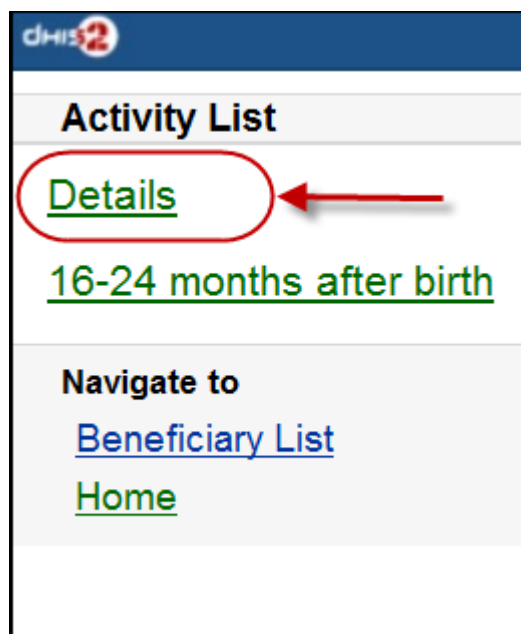 dHIS2
Activity List
Details
16-24 months after birth
Navigate to
Beneficiary List
Home